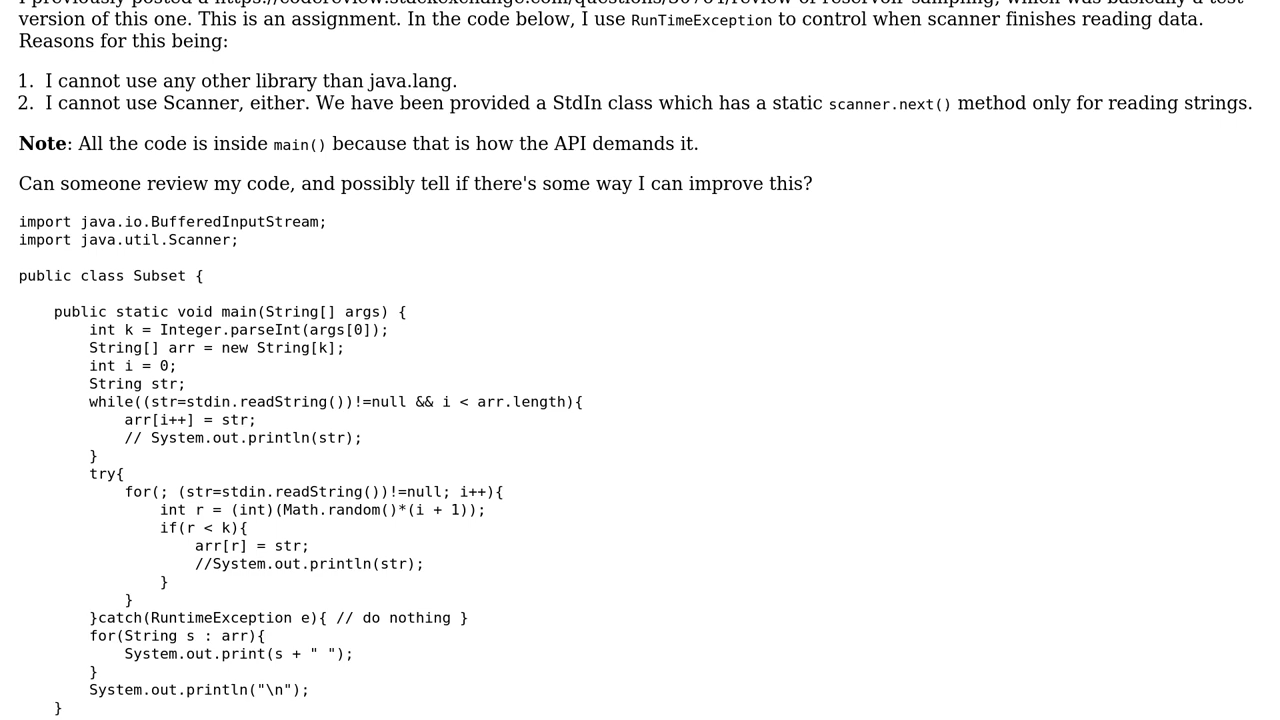 version of this one. This is an assignment. In the code below, I use RunTimeException to control when scanner finishes reading data.
Reasons for this being:
1. I cannot use any other library than java.lang.
2. I cannot use Scanner, either. We have been provided a StdIn class which has a static scanner.next() method only for reading strings.
Note: All the code is inside main() because that is how the API demands it.
Can someone review my code, and possibly tell if there's some way I can improve this?
import java.io.BufferedInputStream;
import java.util.Scanner;
public class Subset {
    public static void main(String[] args) {
        int k = Integer.parseInt(args[0]);
        String[] arr = new String[k];
        int i = 0;
        String str;
        while((str=stdin.readString())!=null && i < arr.length){
            arr[i++] = str;
            // System.out.println(str);
        }
        try{
            for(; (str=stdin.readString())!=null; i++){
                int r = (int)(Math.random()*(i + 1));
                if(r < k){
                    arr[r] = str;
                    //System.out.println(str);
                }
            }
        }catch(RuntimeException e){ // do nothing }
        for(String s : arr){
            System.out.print(s + " ");
        }
        System.out.println("\n");
    }